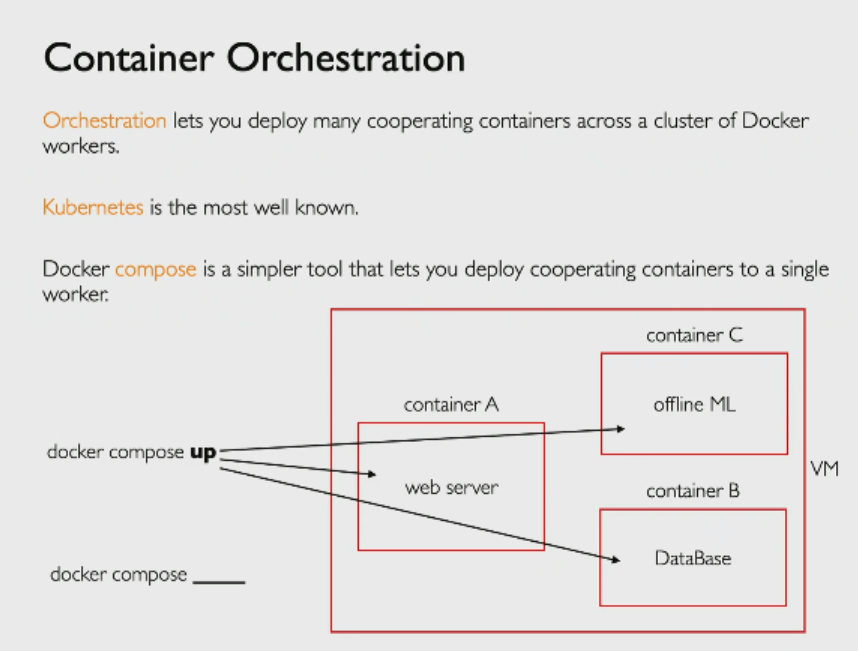 Container Orchestration
Orchestration lets you deploy many cooperating containers across a cluster of Docker
workers.
Kubernetes is the most well known.
Docker compose is a simpler tool that lets you deploy cooperating containers to a single
worker.
container C
offline ML
container A
docker compose up
VM
web server
container B
DataBase
docker compose _____